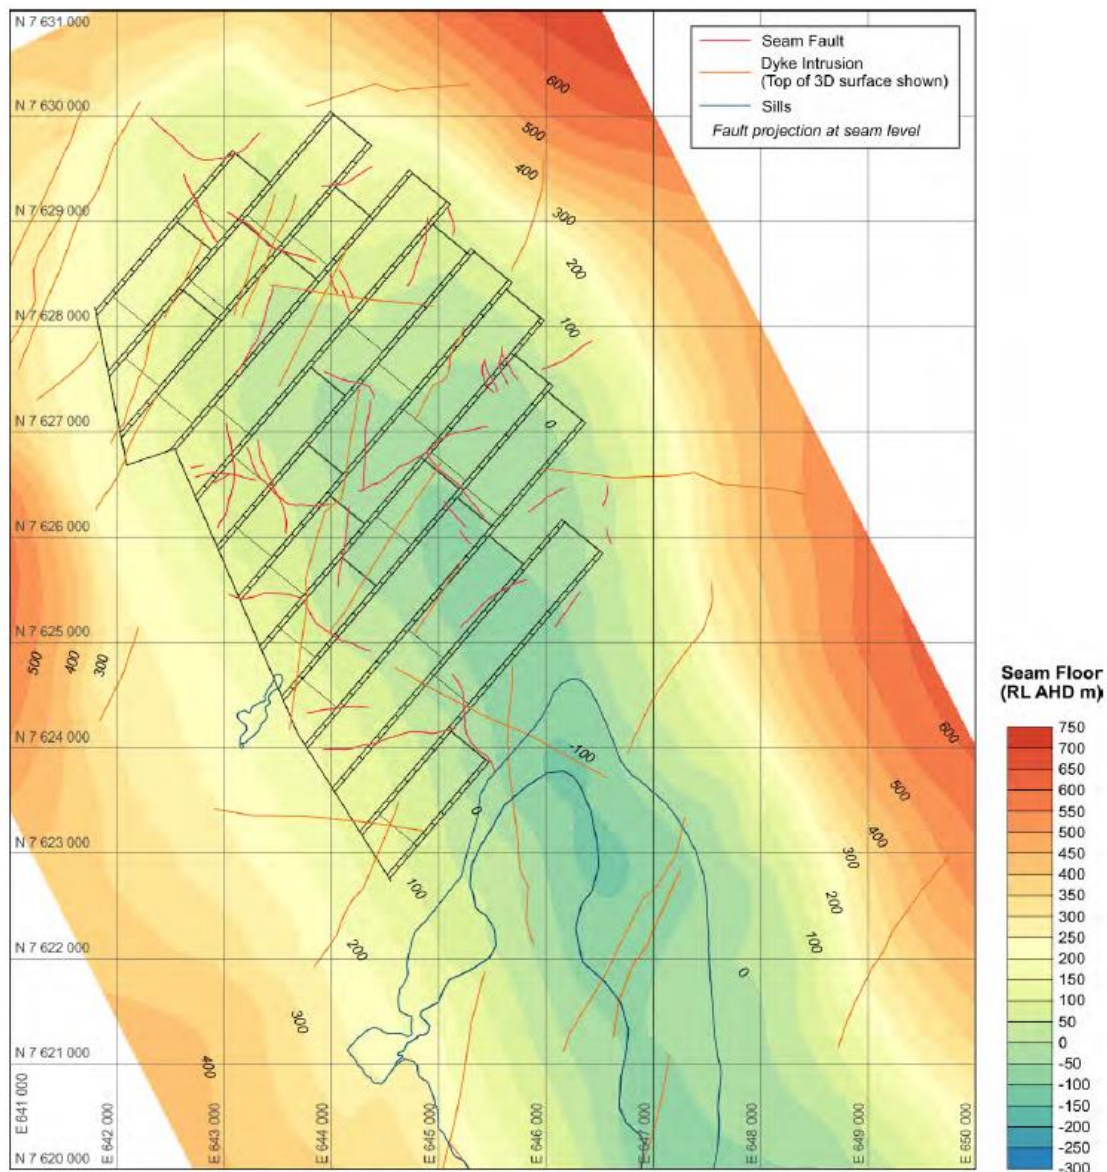 N 7 631 000
Seam Fault
Dyke Intrusion
(Top of 3D surface shown)
Sills
Fault projection at seam level
600
N 7 630 000
500
400
N 7 629 000
300
200
N 7 628 000
100
N 7 627 000
0
N 7 626 000
N 7 625 000
500
400
300
Seam Floor
(RL AHD m)
N 7 624 000
-100
600
500
0
400
N 7 623 000
300
100
200
N 7 622 000
200
100
0
300
N 7 621 000
400
E 641 000
E 642 000
E 643 000
E 644 000
E 645 000
E 646 000
E 647 000
E 648 000
E 649 000
E 650 000
N 7 620 000
750
700
650
600
550
500
450
400
350
300
250
200
150
100
50
0
-50
-100
-150
-200
-250
-300